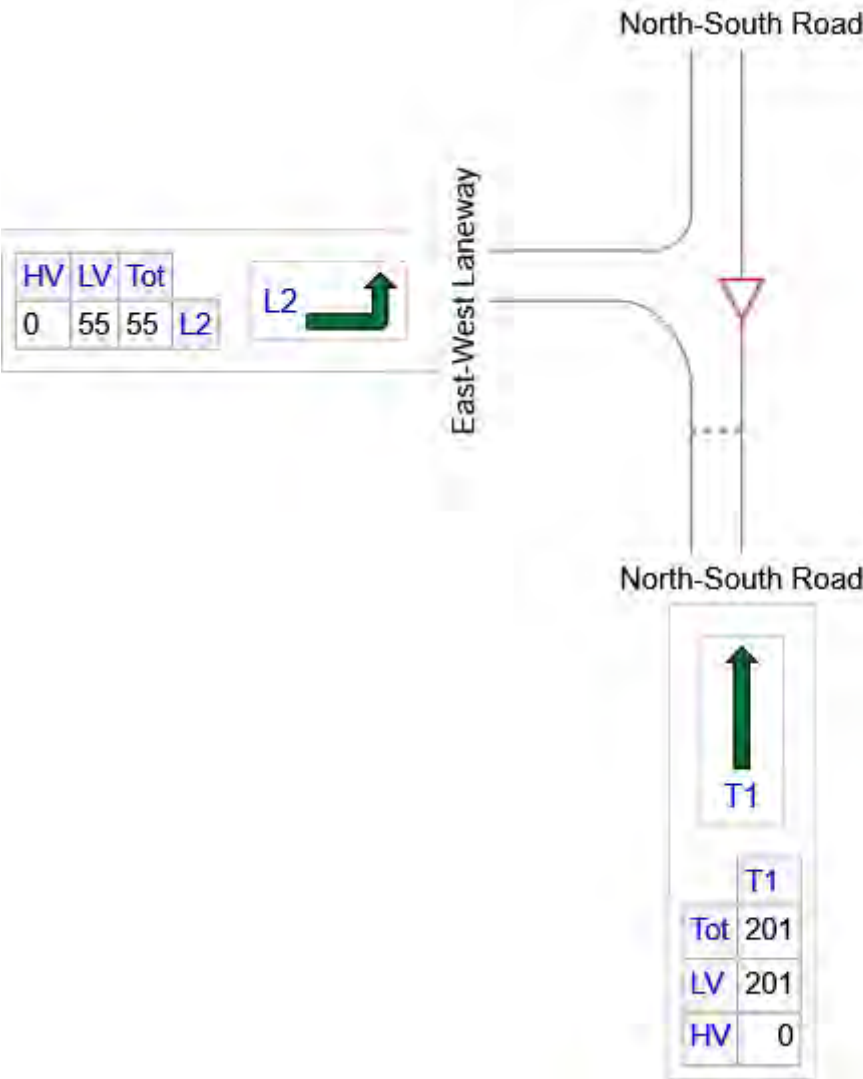 North-South Road
East-West Laneway
HV LV Tot
0 55 55 L2
L2
North-South Road
T1
T1
Tot 201
LV 201
HV 0